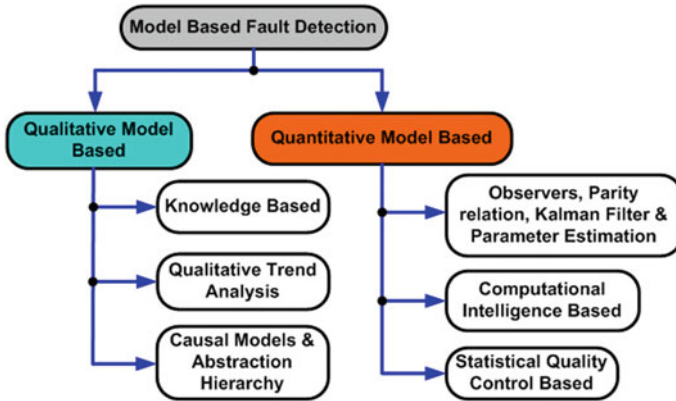 Model Based Fault Detection
Qualitative Model
Based
Quantitative Model Based
Knowledge Based
Qualitative Trend
Analysis
Causal Models &
Abstraction
Hierarchy
Observers, Parity
relation, Kalman Filter &
Parameter Estimation
Computational
Intelligence Based
Statistical Quality
Control Based